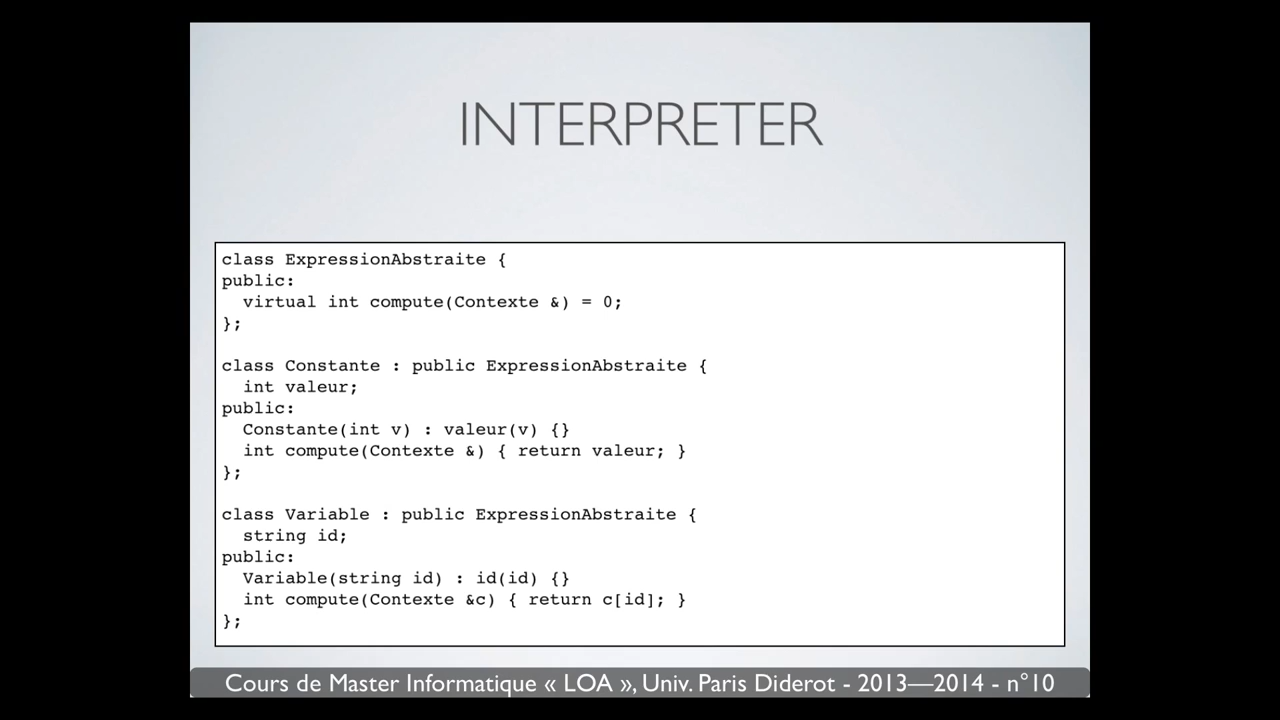 INTERPRETER
class ExpressionAbstraite {
public:
  virtual int compute(Contexte &) = 0;
};

class Constante : public ExpressionAbstraite {
  int valeur;
public:
  Constante(int v) : valeur(v) {}
  int compute(Contexte &) { return valeur; }
};

class Variable : public ExpressionAbstraite {
  string id;
public:
  Variable(string id) : id(id) {}
  int compute(Contexte &c) { return c[id]; }
};
Cours de Master Informatique « LOA », Univ. Paris Diderot - 2013—2014 - n°10